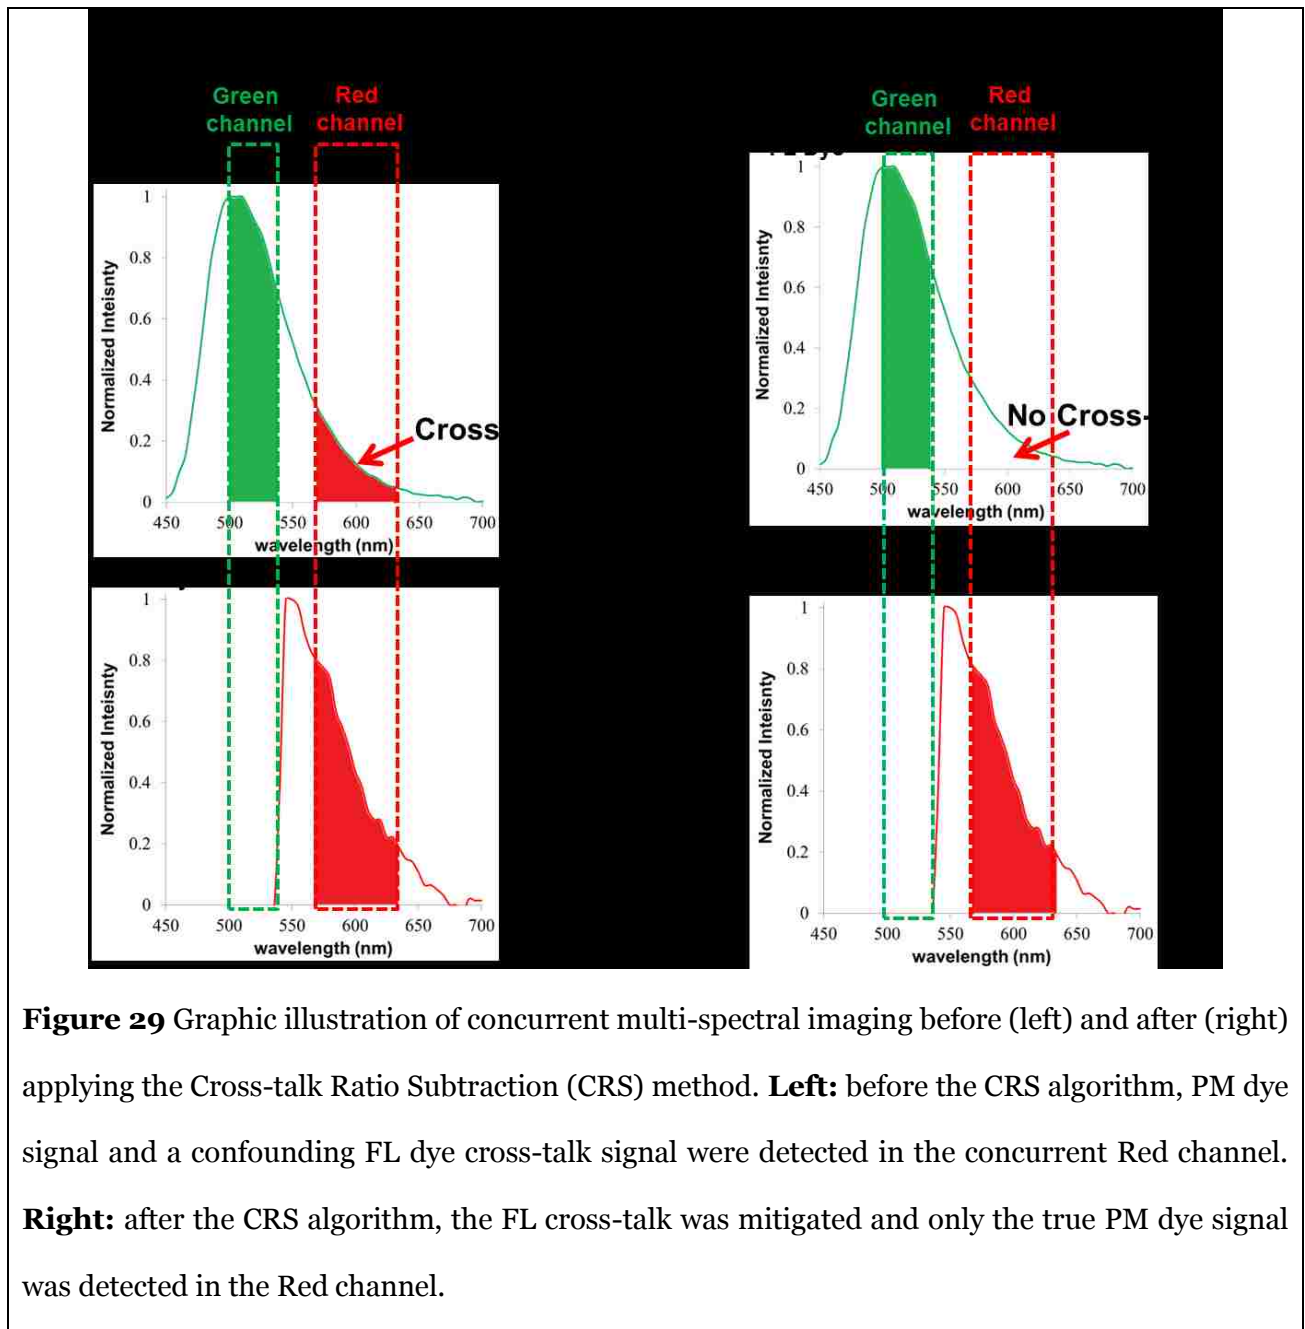 Green
channel
Red
channel
Green
channel
Red
channel
1
0.8
0.6
0.4
0.2
0
Normalized Inteisnty
Cross
450 500 550 600 650 700
wavelength (nm)
1
0.8
0.6
0.4
0.2
0
Normalized Inteisnty
No Cross-
450 500 550 600 650 700
wavelength (nm)
1
0.8
0.6
0.4
0.2
0
Normalized Inteisnty
450 500 550 600 650 700
wavelength (nm)
1
0.8
0.6
0.4
0.2
0
Normalized Inteisnty
450 500 550 600 650 700
wavelength (nm)
Figure 29 Graphic illustration of concurrent multi-spectral imaging before (left) and after (right)
applying the Cross-talk Ratio Subtraction (CRS) method. Left: before the CRS algorithm, PM dye
signal and a confounding FL dye cross-talk signal were detected in the concurrent Red channel.
Right: after the CRS algorithm, the FL cross-talk was mitigated and only the true PM dye signal
was detected in the Red channel.